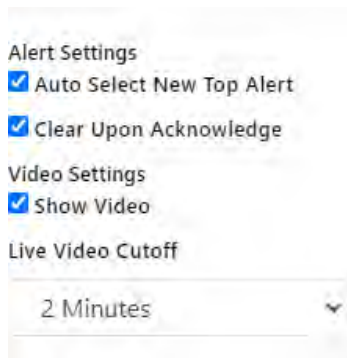 Alert Settings
Auto Select New Top Alert
Clear Upon Acknowledge
Video Settings
Show Video
Live Video Cutoff
2 Minutes